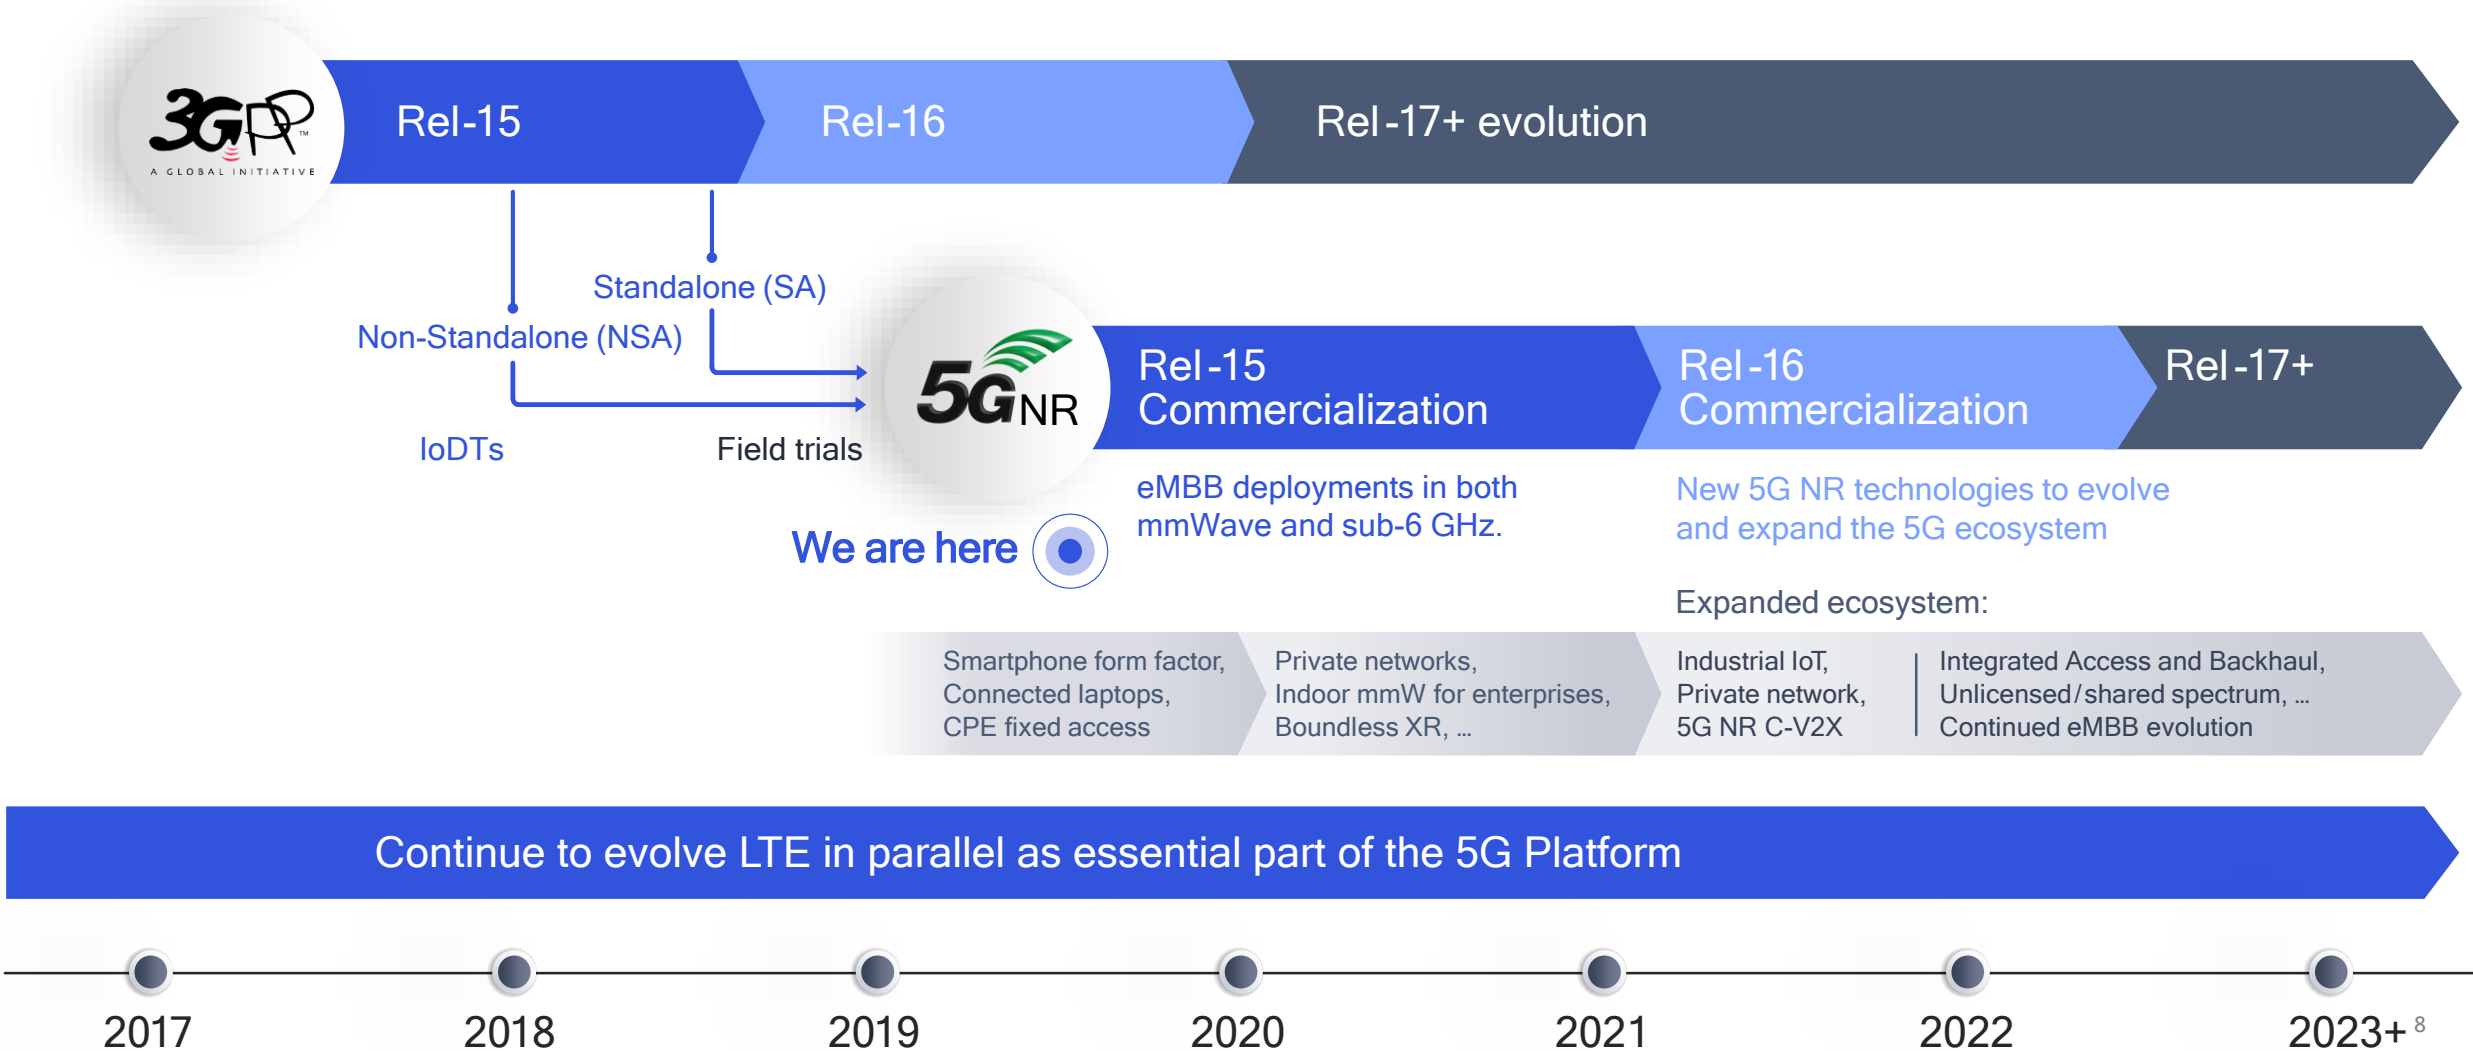 3GPP™
A GLOBAL INITIATIVE
Rel-15
Rel-16
Rel-17+ evolution
Standalone (SA)
Non-Standalone (NSA)
IoDTs
Field trials
5G NR
Rel-15
Commercialization
Rel-16
Commercialization
Rel-17+
eMBB deployments in both
mmWave and sub-6 GHz.
New 5G NR technologies to evolve
and expand the 5G ecosystem
We are here
Expanded ecosystem:
Smartphone form factor,
Connected laptops,
CPE fixed access
Private networks,
Indoor mmW for enterprises,
Boundless XR, ...
Industrial IoT,
Private network,
5G NR C-V2X
Integrated Access and Backhaul,
Unlicensed/shared spectrum, ...
Continued eMBB evolution
Continue to evolve LTE in parallel as essential part of the 5G Platform
2017
2018
2019
2020
2021
2022
2023+
8